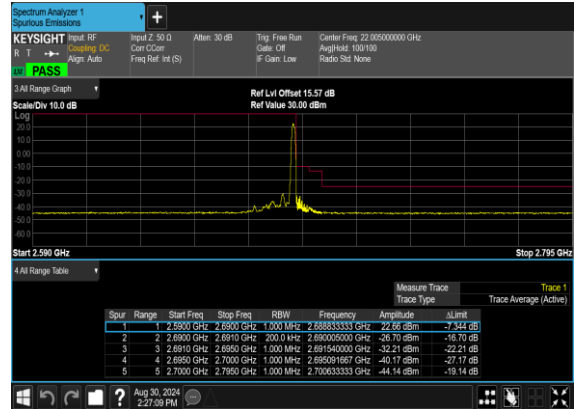 Spectrum Analyzer 1
Spurious Emissions
KEYSIGHT
R T
LM PASS
Input: RF
Coupling: DC
Align: Auto
Input Z: 50 Ω
Corr CCorr
Freq Ref: Int (S)
Atten: 30 dB
Trig: Free Run
Gate: Off
IF Gain: Low
Center Freq: 22.005000000 GHz
Avg|Hold: 100/100
Radio Std: None
3 All Range Graph
Scale/Div 10.0 dB
Ref Lvl Offset 15.57 dB
Ref Value 30.00 dBm
Log
20.0
10.0
0.00
-10.0
-20.0
-30.0
-40.0
-50.0
-60.0
Start 2.590 GHz Stop 2.795 GHz
4 All Range Table
Measure Trace Trace 1
Trace Type Trace Average (Active)
Spur Range Start Freq Stop Freq RBW Frequency Amplitude ΔLimit
1 1 2.5900 GHz 2.6900 GHz 1.000 MHz 2.688833333 GHz 22.66 dBm -7.344 dB
2 2 2.6900 GHz 2.6910 GHz 200.0 kHz 2.690005000 GHz -26.70 dBm -16.70 dB
3 3 2.6910 GHz 2.6950 GHz 1.000 MHz 2.691540000 GHz -32.21 dBm -22.21 dB
4 4 2.6950 GHz 2.7000 GHz 1.000 MHz 2.695091667 GHz -40.17 dBm -27.17 dB
5 5 2.7000 GHz 2.7950 GHz 1.000 MHz 2.700633333 GHz -44.14 dBm -19.14 dB
?
Aug 30, 2024
2:27:09 PM